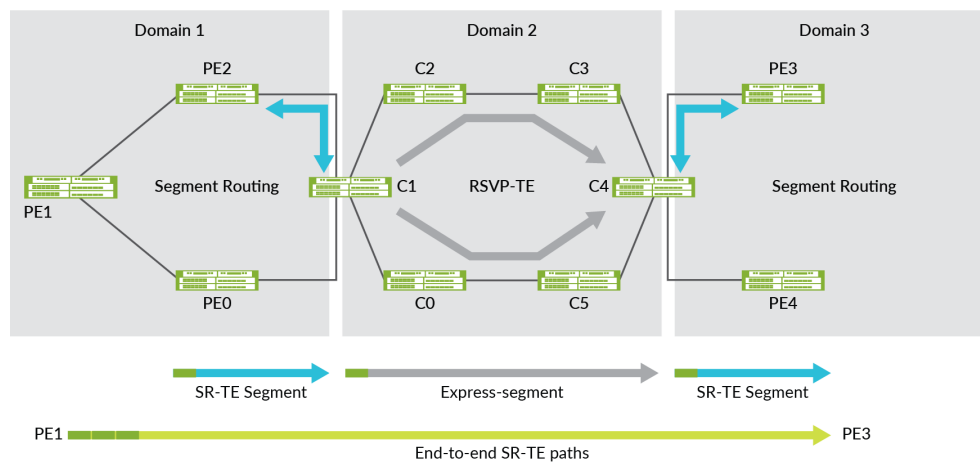 Domain 1
Domain 2
Domain 3
PE2
C2
C3
PE3
Segment Routing
C1
RSVP-TE
C4
Segment Routing
PE1
PE0
C0
C5
PE4
SR-TE Segment
Express-segment
SR-TE Segment
PE1
PE3
End-to-end SR-TE paths